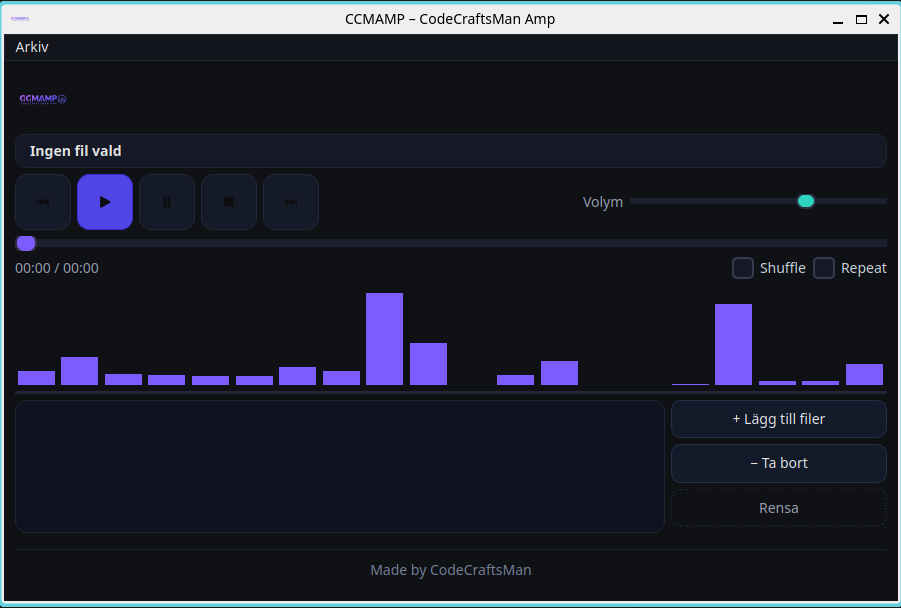 CCMAMP – CodeCraftsMan Amp
Arkiv
CCMAMP
Ingen fil vald
Volym
00:00 / 00:00
Shuffle
Repeat
+ Lägg till filer
− Ta bort
Rensa
Made by CodeCraftsMan